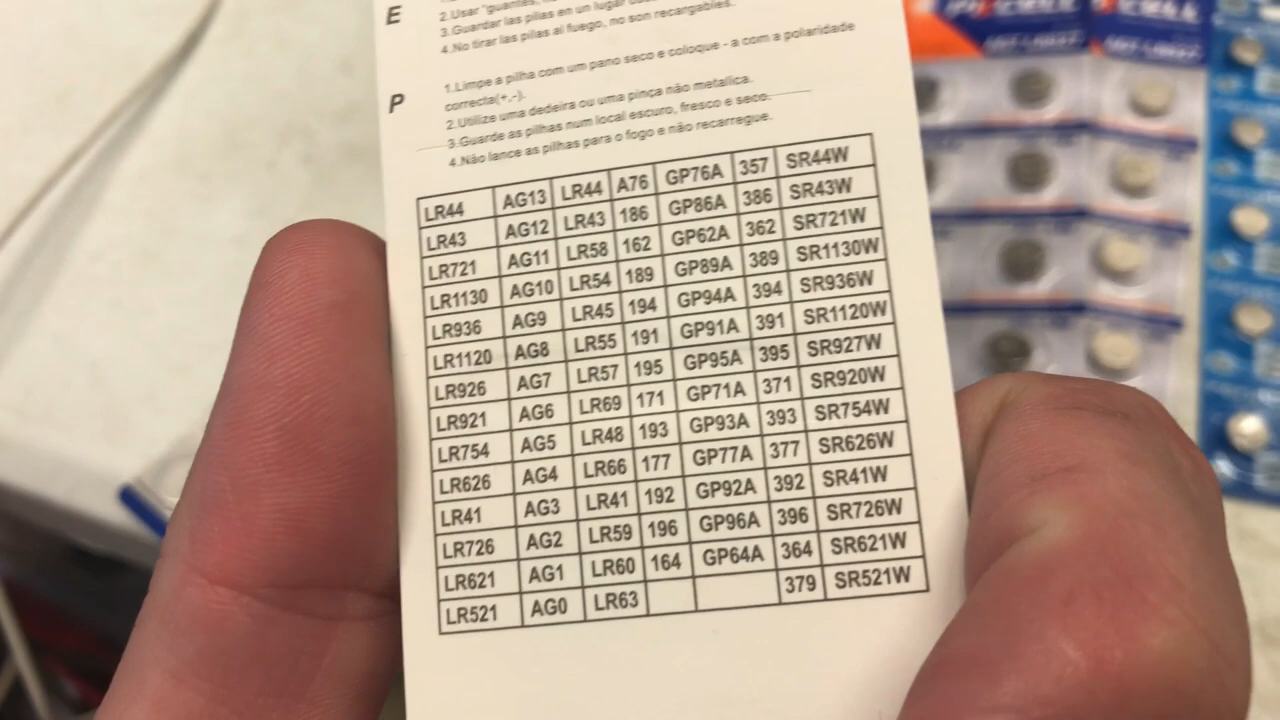 E
2.Usar "guantes,
3.Guardar las pilas en un lugar
4.No tirar las pilas al fuego, no son recargables.
P
1.Limpe a pilha com um pano seco e coloque - a com a polaridade
correcta(+,-).
2.Utilize uma dedeira ou uma pinça não metalica.
3.Guarde as pilhas num local escuro, fresco e seco.
4.Não lance as pilhas para o fogo e não recarregue.
LR44 AG13 LR44 A76 GP76A 357 SR44W
LR43 AG12 LR43 186 GP86A 386 SR43W
LR721 AG11 LR58 162 GP62A 362 SR721W
LR1130 AG10 LR54 189 GP89A 389 SR1130W
LR936 AG9 LR45 194 GP94A 394 SR936W
LR1120 AG8 LR55 191 GP91A 391 SR1120W
LR926 AG7 LR57 195 GP95A 395 SR927W
LR921 AG6 LR69 171 GP71A 371 SR920W
LR754 AG5 LR48 193 GP93A 393 SR754W
LR626 AG4 LR66 177 GP77A 377 SR626W
LR41 AG3 LR41 192 GP92A 392 SR41W
LR726 AG2 LR59 196 GP96A 396 SR726W
LR621 AG1 LR60 164 GP64A 364 SR621W
LR521 AG0 LR63 379 SR521W